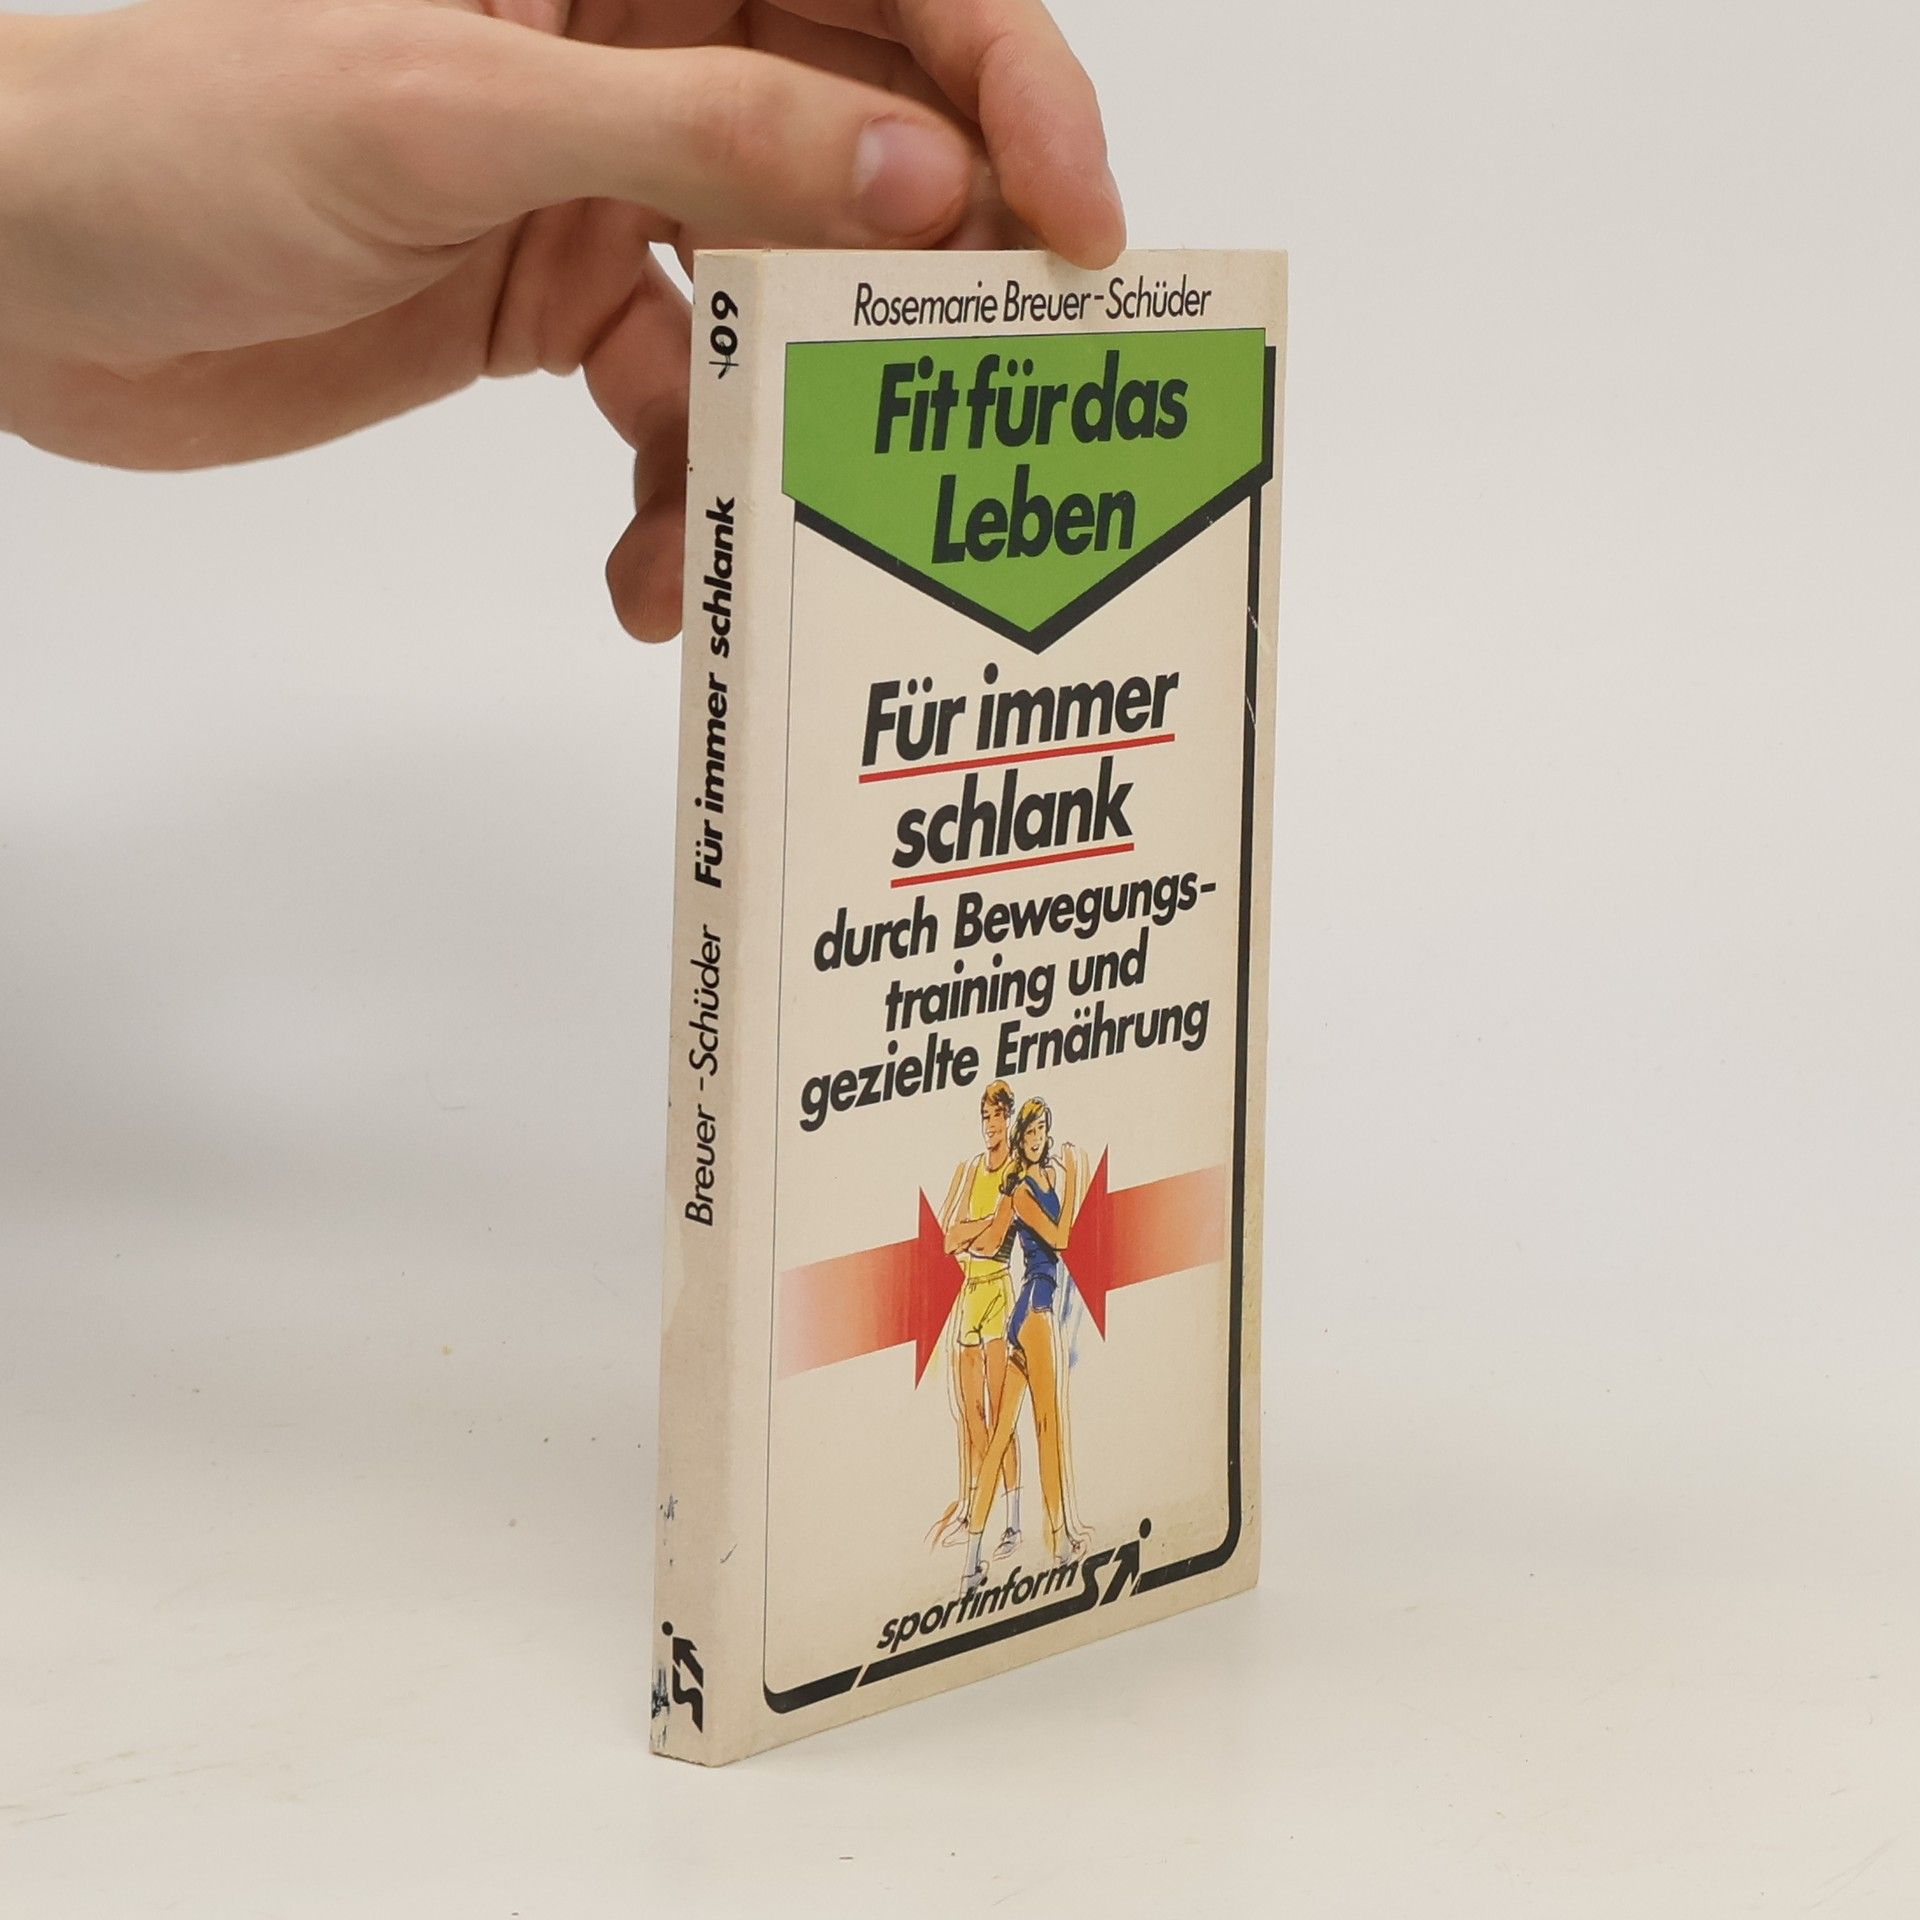 Rosemarie Breuer-Schüder
Fit für das
Leben
Für immer
schlank
durch Bewegungs-
training und
gezielte Ernährung
sportinform
Breuer-Schüder Für immer schlank 09